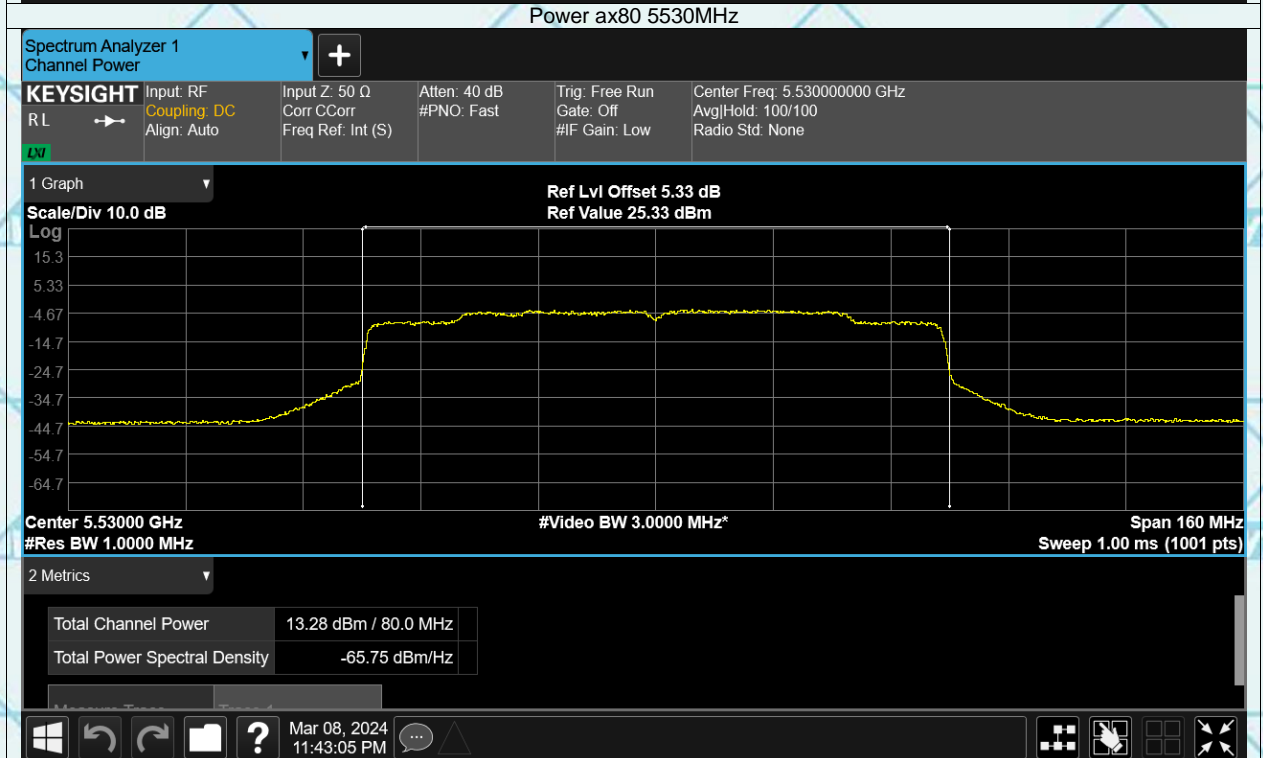 Power ax80 5530MHz
Spectrum Analyzer 1
Channel Power
KEYSIGHT
R L
LXI
Input: RF
Coupling: DC
Align: Auto
Input Z: 50 Ω
Corr CCorr
Freq Ref: Int (S)
Atten: 40 dB
#PNO: Fast
Trig: Free Run
Gate: Off
#IF Gain: Low
Center Freq: 5.530000000 GHz
Avg|Hold: 100/100
Radio Std: None
1 Graph
Scale/Div 10.0 dB
Ref Lvl Offset 5.33 dB
Ref Value 25.33 dBm
Log
15.3
5.33
-4.67
-14.7
-24.7
-34.7
-44.7
-54.7
-64.7
Center 5.53000 GHz
#Video BW 3.0000 MHz*
Span 160 MHz
#Res BW 1.0000 MHz
Sweep 1.00 ms (1001 pts)
2 Metrics
Total Channel Power 13.28 dBm / 80.0 MHz
Total Power Spectral Density -65.75 dBm/Hz
Mar 08, 2024
11:43:05 PM